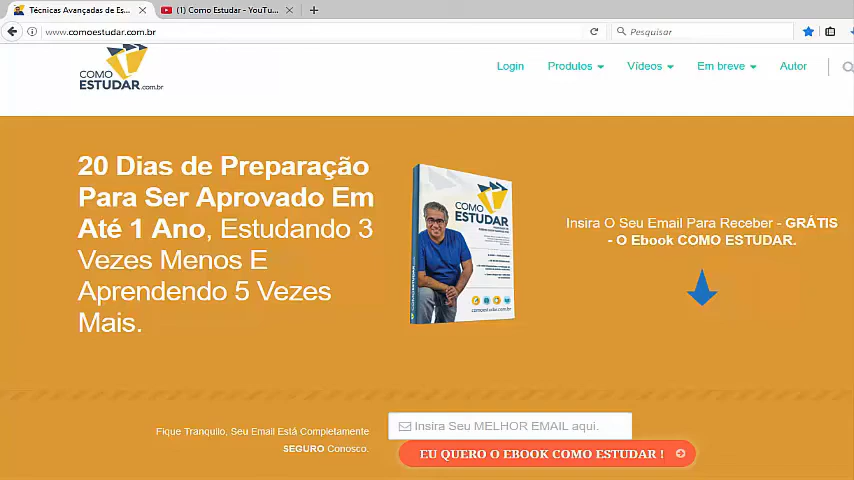 Técnicas Avançadas de Es...
(1) Como Estudar - YouTu...
www.comoestudar.com.br
Pesquisar
COMO
ESTUDAR.com.br
Login
Produtos
Vídeos
Em breve
Autor
20 Dias de Preparação
Para Ser Aprovado Em
Até 1 Ano, Estudando 3
Vezes Menos E
Aprendendo 5 Vezes
Mais.
COMO
ESTUDAR
comoestudar.com.br
Insira O Seu Email Para Receber - GRÁTIS
- O Ebook COMO ESTUDAR.
Fique Tranquilo, Seu Email Está Completamente
SEGURO Conosco.
Insira Seu MELHOR EMAIL aqui.
EU QUERO O EBOOK COMO ESTUDAR !